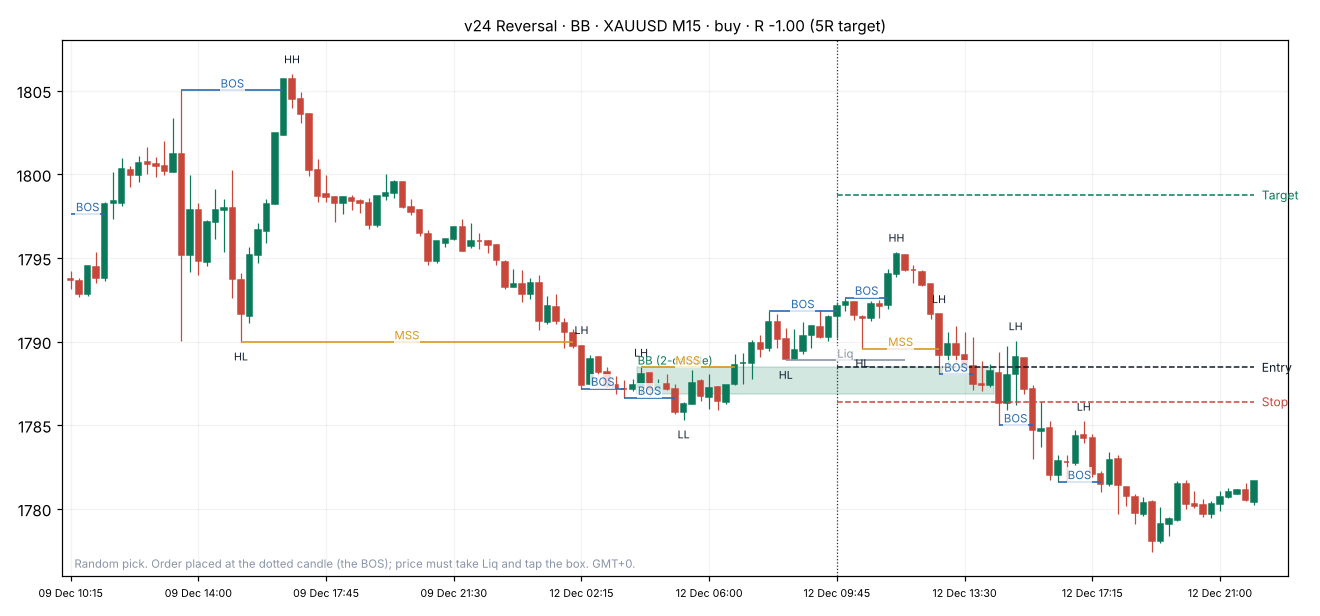 v24 Reversal · BB · XAUUSD M15 · buy · R -1.00 (5R target)
HH
BOS
1805
1800
BOS
Target
HH
1795
BOS
BOS
LH
LH
LH
1790
MSS
MSS
Liq
HL
LH
BB (2-c
MSS
e)
HL
HL
BOS
Entry
BOS
BOS
Stop
LH
BOS
1785
LL
BOS
1780
Random pick. Order placed at the dotted candle (the BOS); price must take Liq and tap the box. GMT+0.
09 Dec 10:15
09 Dec 14:00
09 Dec 17:45
09 Dec 21:30
12 Dec 02:15
12 Dec 06:00
12 Dec 09:45
12 Dec 13:30
12 Dec 17:15
12 Dec 21:00